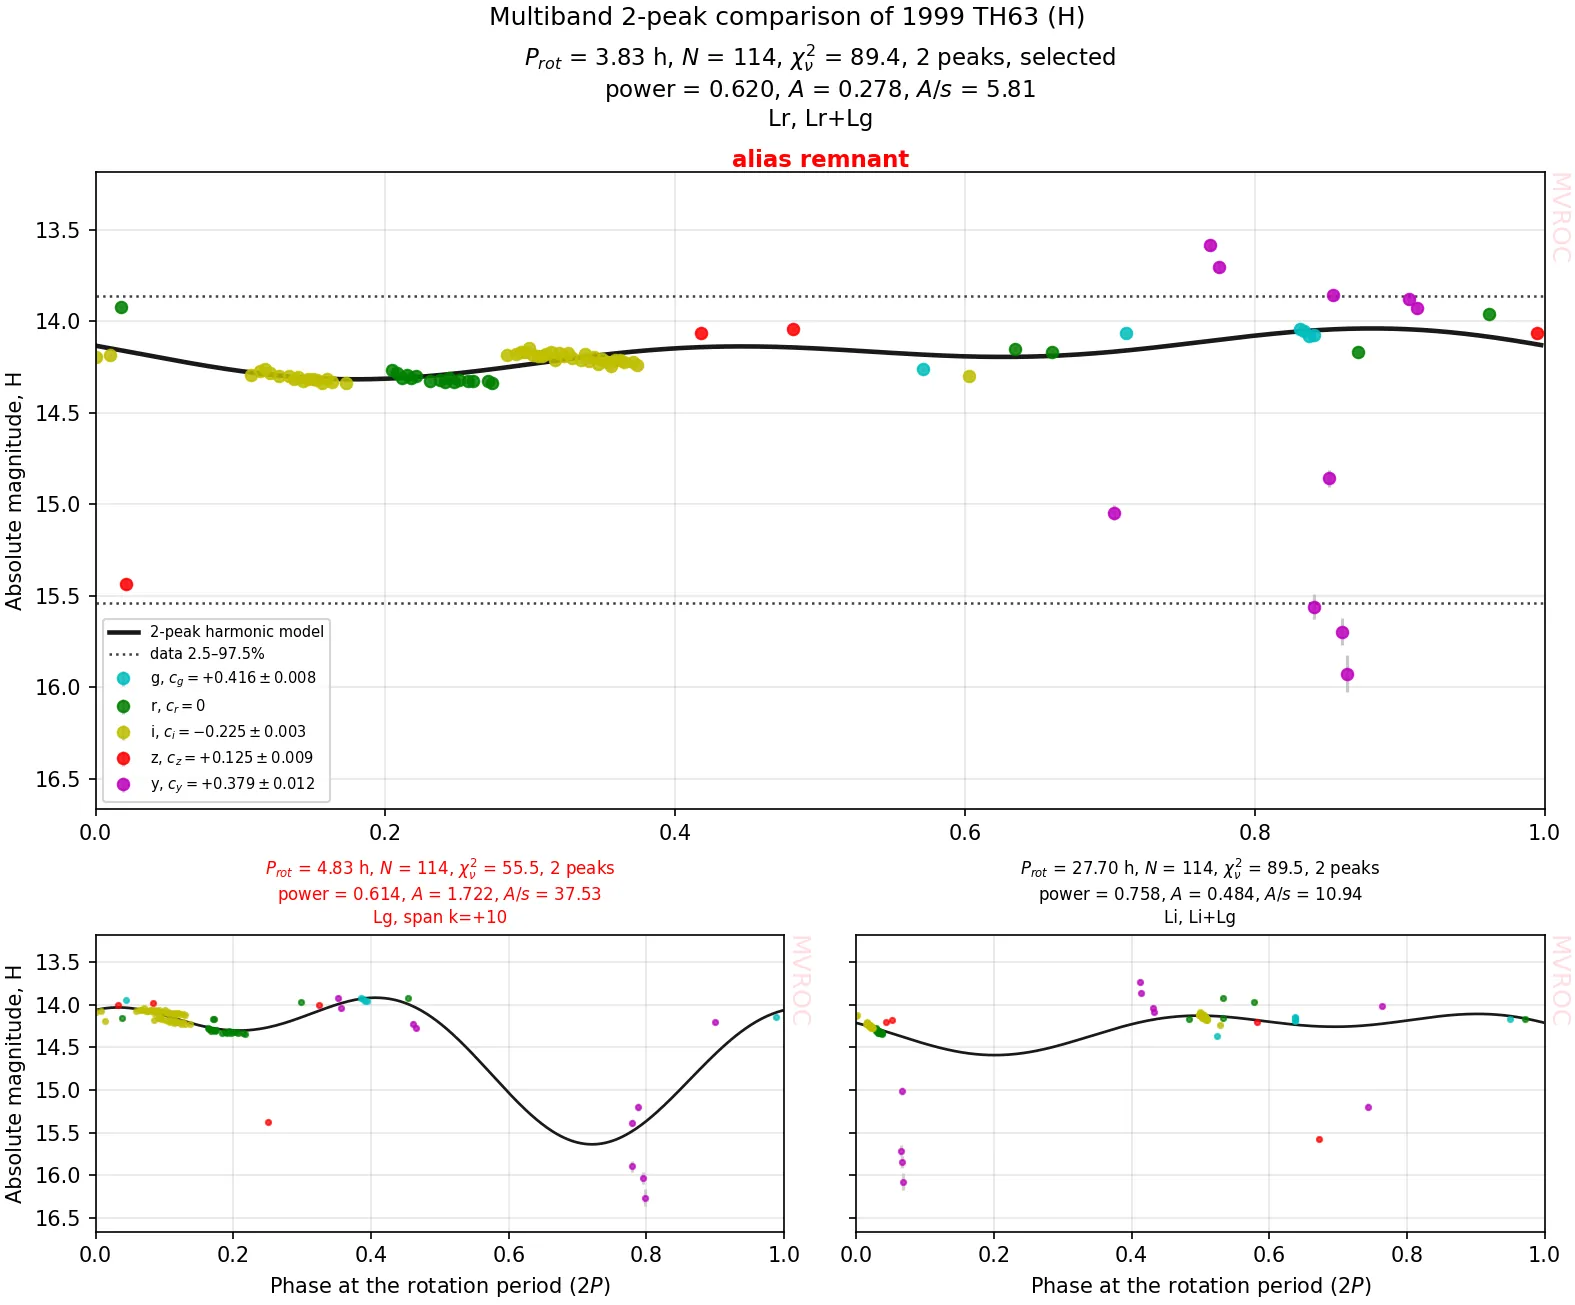 Multiband 2-peak comparison of 1999 TH63 (H)
P_rot = 3.83 h, N = 114, χ²_ν = 89.4, 2 peaks, selected
power = 0.620, A = 0.278, A/s = 5.81
Lr, Lr+Lg
alias remnant
MVROC
Absolute magnitude, H
13.5
14.0
14.5
15.0
15.5
16.0
16.5
2-peak harmonic model
data 2.5–97.5%
g, c_g = +0.416 ± 0.008
r, c_r = 0
i, c_i = −0.225 ± 0.003
z, c_z = +0.125 ± 0.009
y, c_y = +0.379 ± 0.012
0.0 0.2 0.4 0.6 0.8 1.0
P_rot = 4.83 h, N = 114, χ²_ν = 55.5, 2 peaks
power = 0.614, A = 1.722, A/s = 37.53
Lg, span k=+10
MVROC
Absolute magnitude, H
13.5
14.0
14.5
15.0
15.5
16.0
16.5
0.0 0.2 0.4 0.6 0.8 1.0
Phase at the rotation period (2P)
P_rot = 27.70 h, N = 114, χ²_ν = 89.5, 2 peaks
power = 0.758, A = 0.484, A/s = 10.94
Li, Li+Lg
MVROC
0.0 0.2 0.4 0.6 0.8 1.0
Phase at the rotation period (2P)